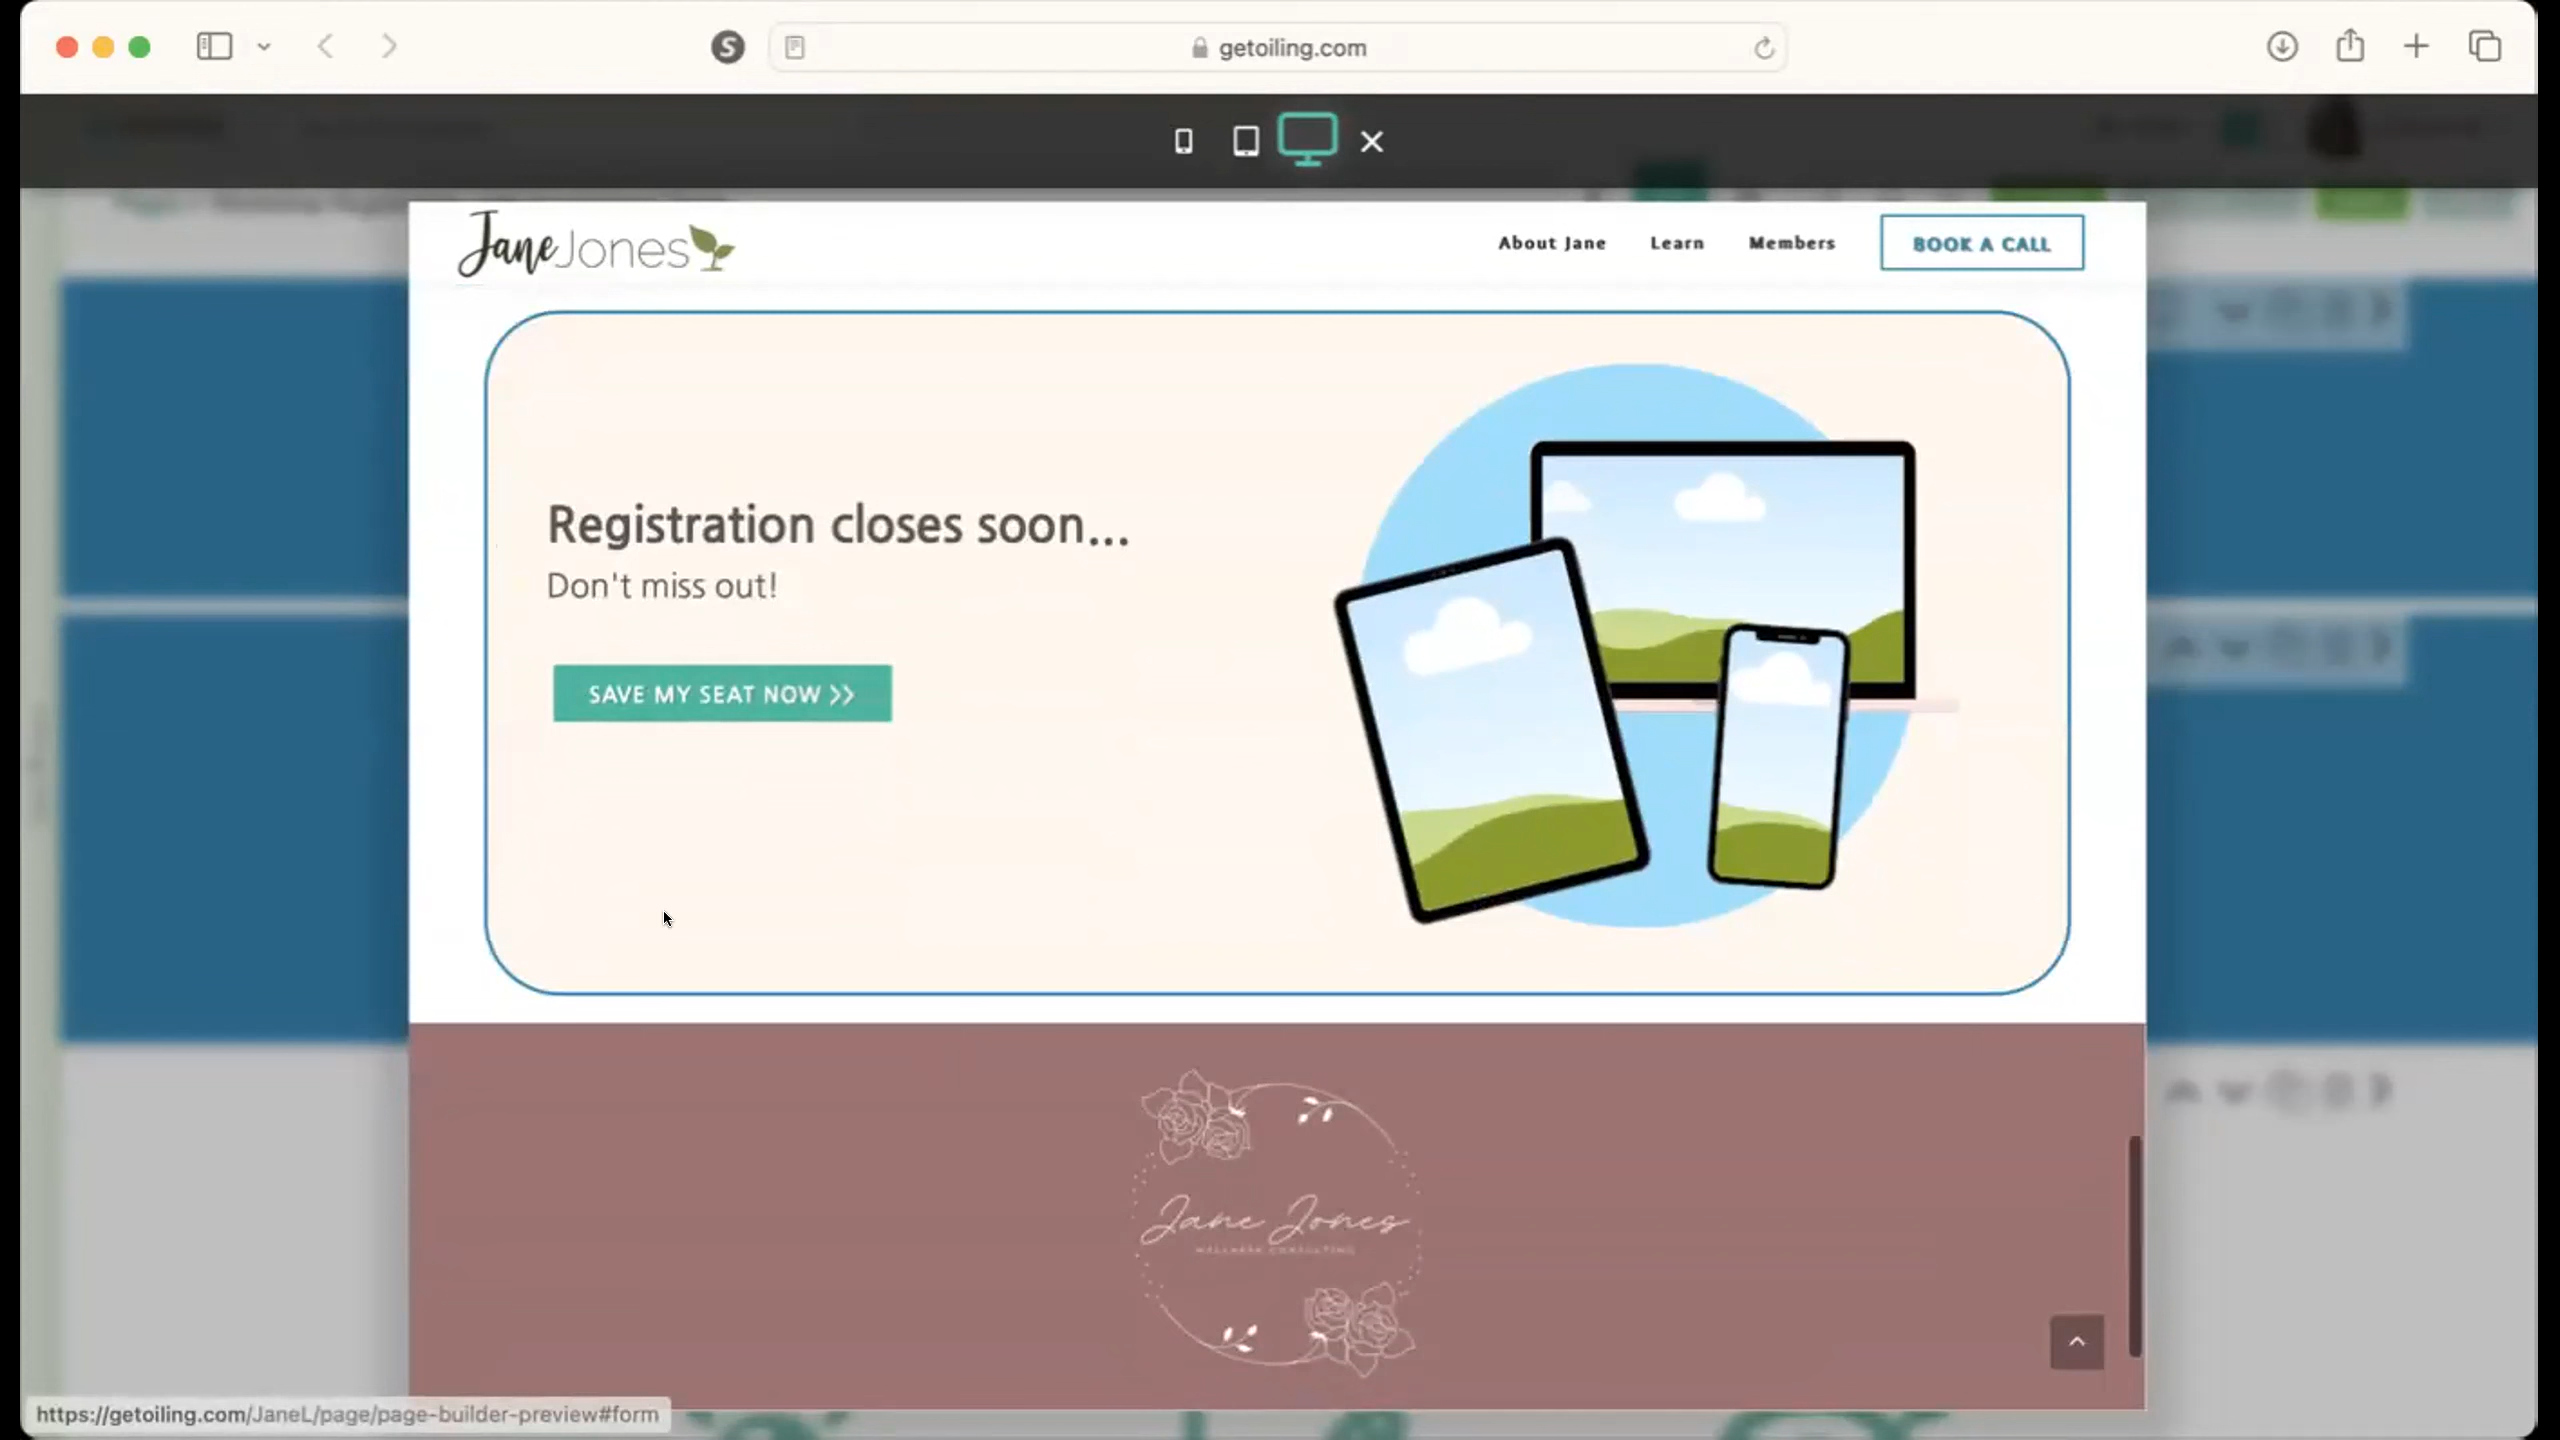 getoiling.com
Jane Jones
About Jane
Learn
Members
BOOK A CALL
Registration closes soon...
Don't miss out!
SAVE MY SEAT NOW >>
Jane Jones
https://getoiling.com/JaneL/page/page-builder-preview#form